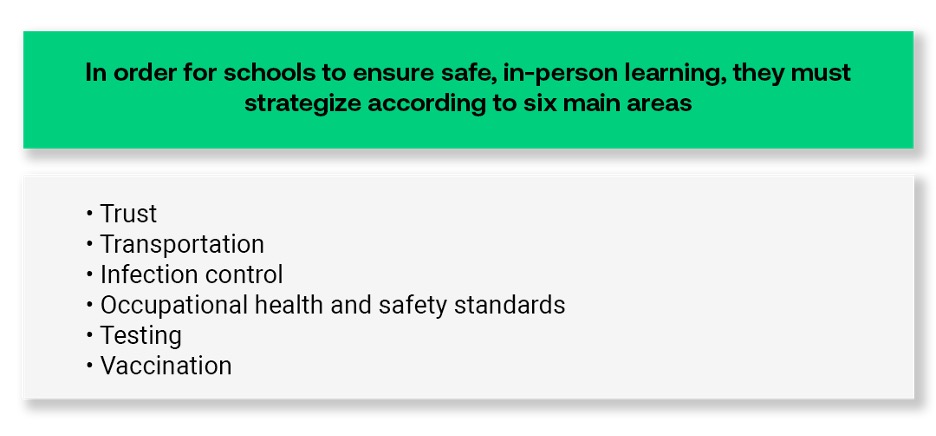 In order for schools to ensure safe, in-person learning, they must
strategize according to six main areas
• Trust
• Transportation
• Infection control
• Occupational health and safety standards
• Testing
• Vaccination